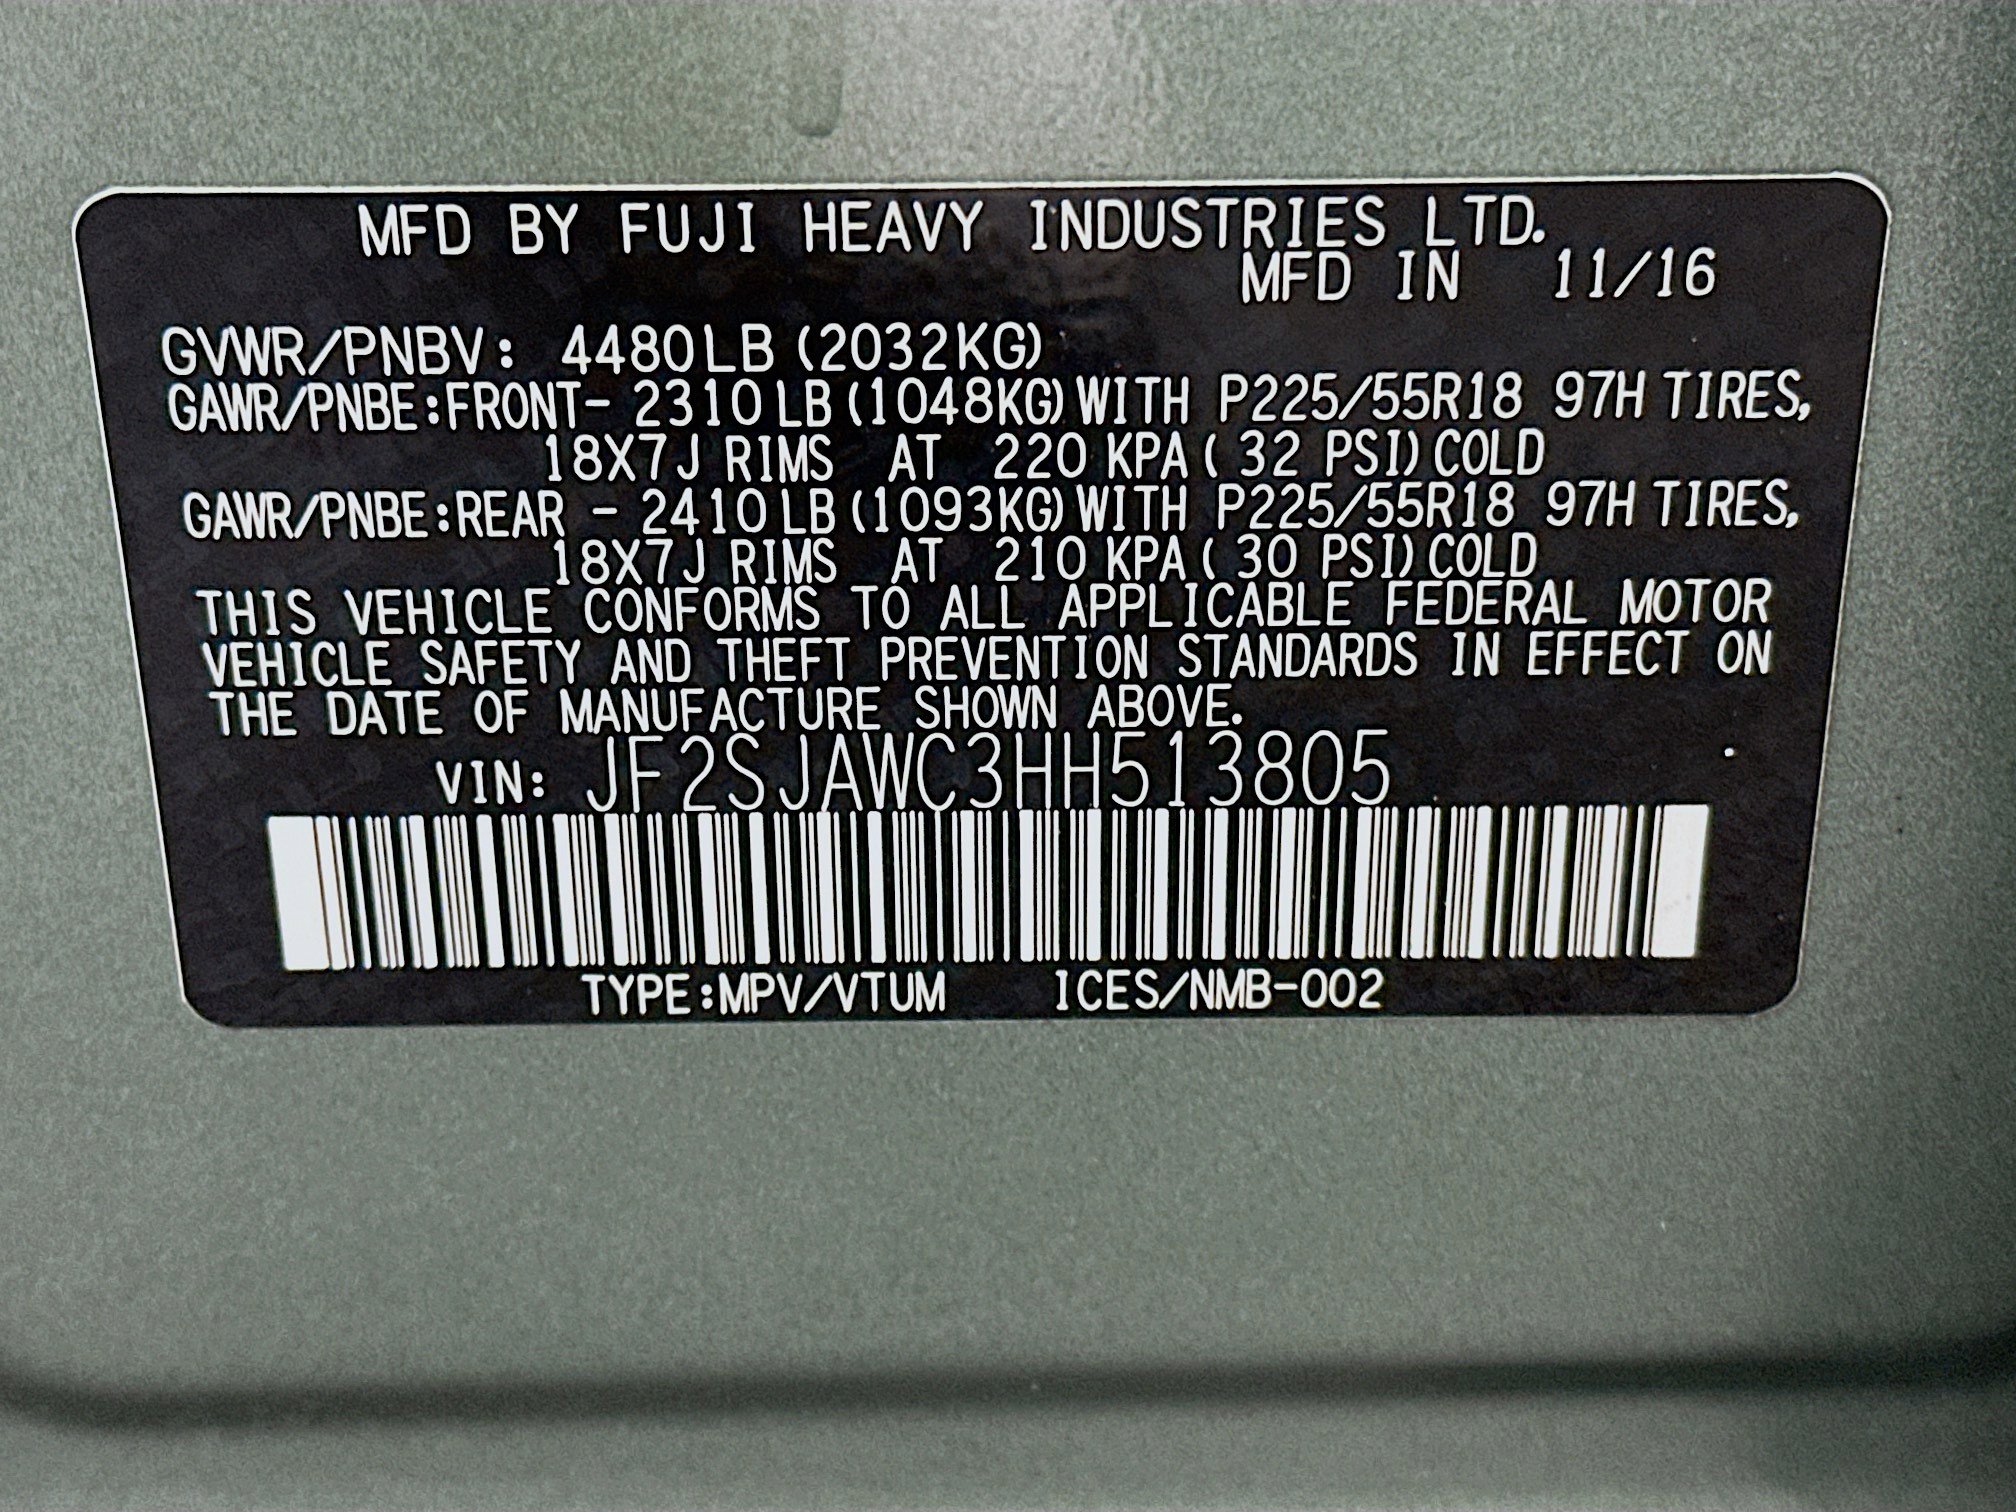 MFD BY FUJI HEAVY INDUSTRIES LTD.
MFD IN 11/16
GVWR/PNBV: 4480LB (2032KG)
GAWR/PNBE:FRONT- 2310LB (1048KG) WITH P225/55R18 97H TIRES,
18X7J RIMS AT 220 KPA ( 32 PSI) COLD
GAWR/PNBE:REAR - 2410LB (1093KG) WITH P225/55R18 97H TIRES,
18X7J RIMS AT 210 KPA ( 30 PSI) COLD
THIS VEHICLE CONFORMS TO ALL APPLICABLE FEDERAL MOTOR
VEHICLE SAFETY AND THEFT PREVENTION STANDARDS IN EFFECT ON
THE DATE OF MANUFACTURE SHOWN ABOVE.
VIN: JF2SJAWC3HH513805
TYPE:MPV/VTUM ICES/NMB-002